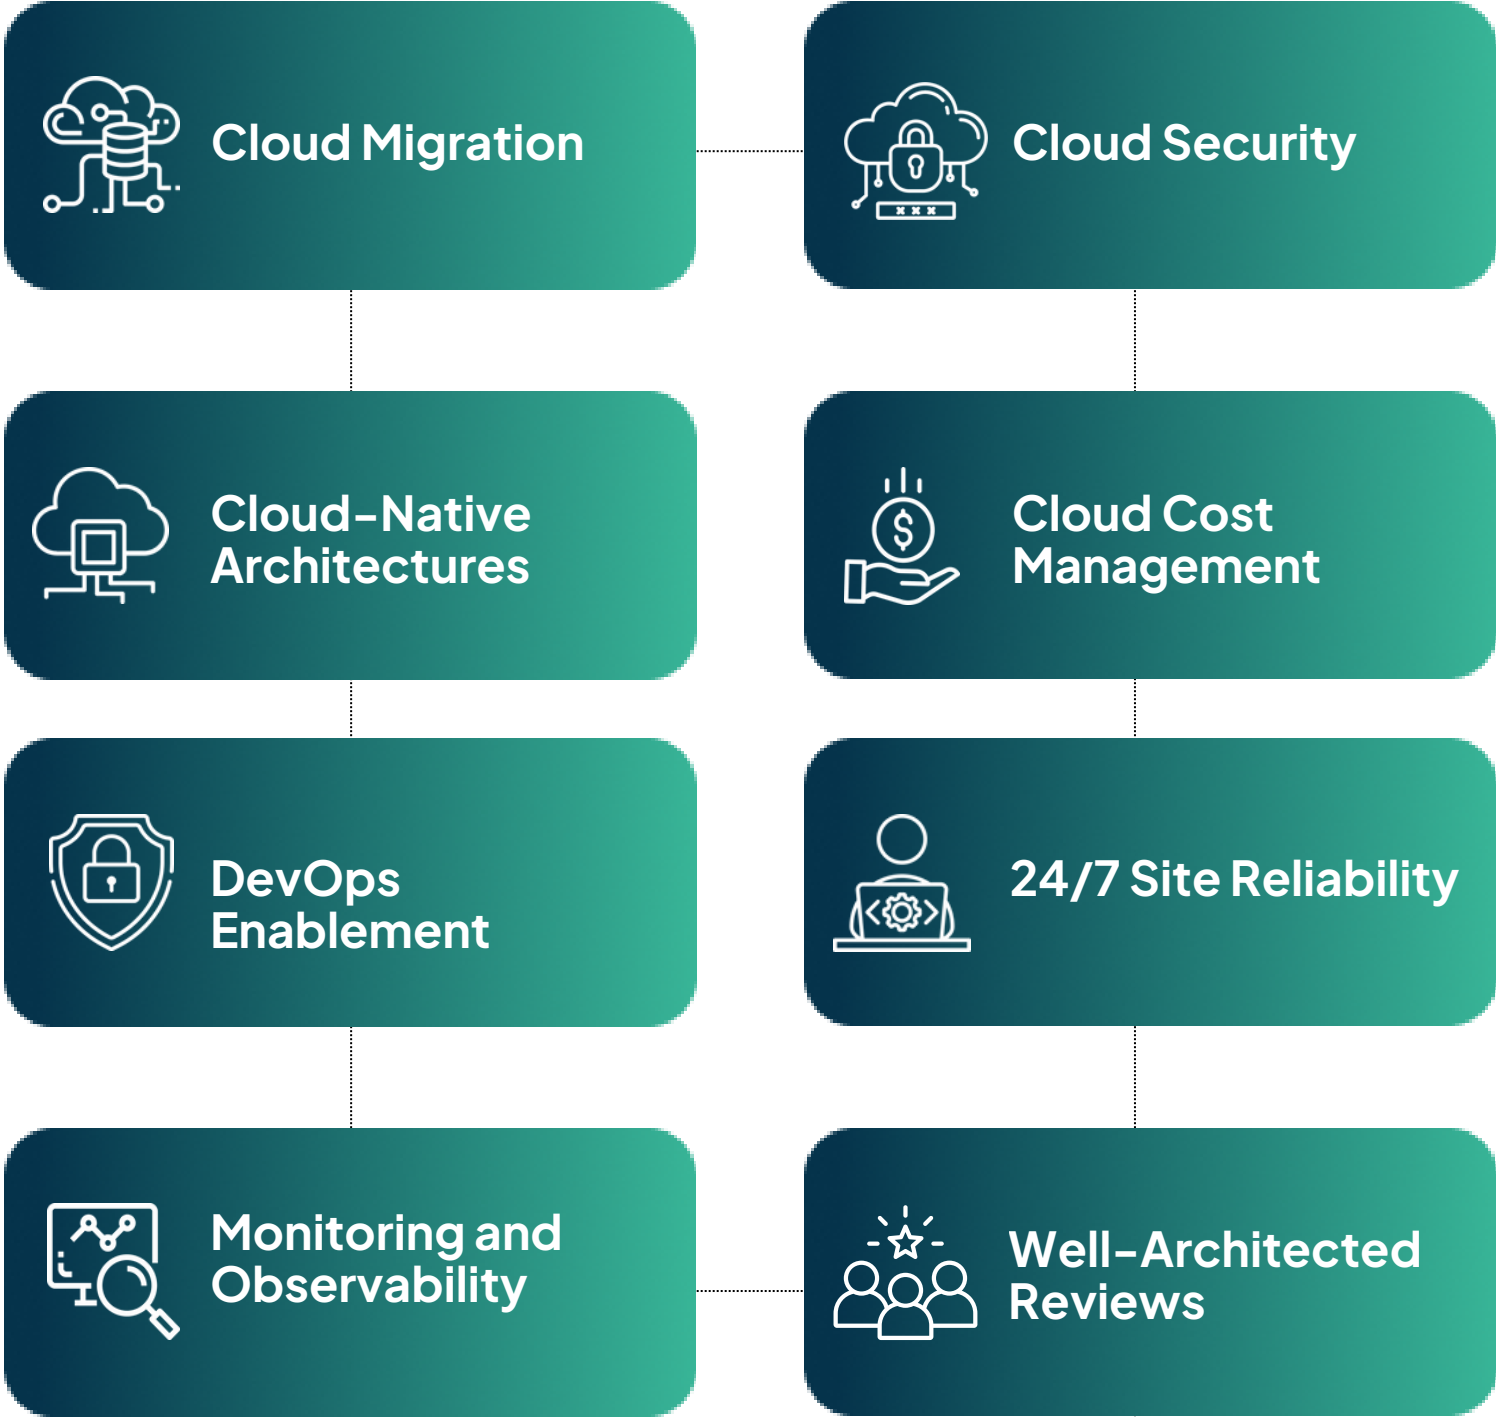 Cloud Migration
Cloud Security
Cloud-Native
Architectures
Cloud Cost
Management
DevOps
Enablement
24/7 Site Reliability
Monitoring and
Observability
Well-Architected
Reviews